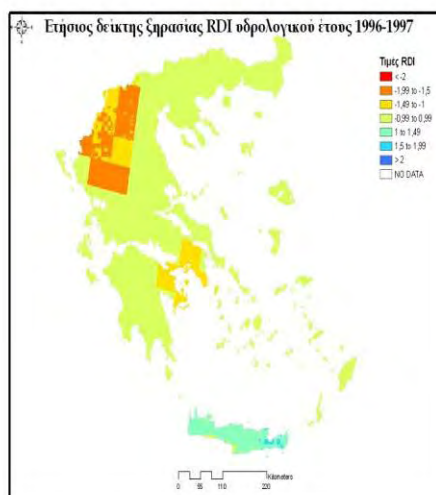 Ετήσιος δείκτης ξηρασίας RDI υδρολογικού έτους 1996-1997
Τιμές RDI
< -2
-1,99 to -1,5
-1,49 to -1
-0,99 to 0,99
1 to 1,49
1,5 to 1,99
> 2
NO DATA
Kilometers
0 55 110 220